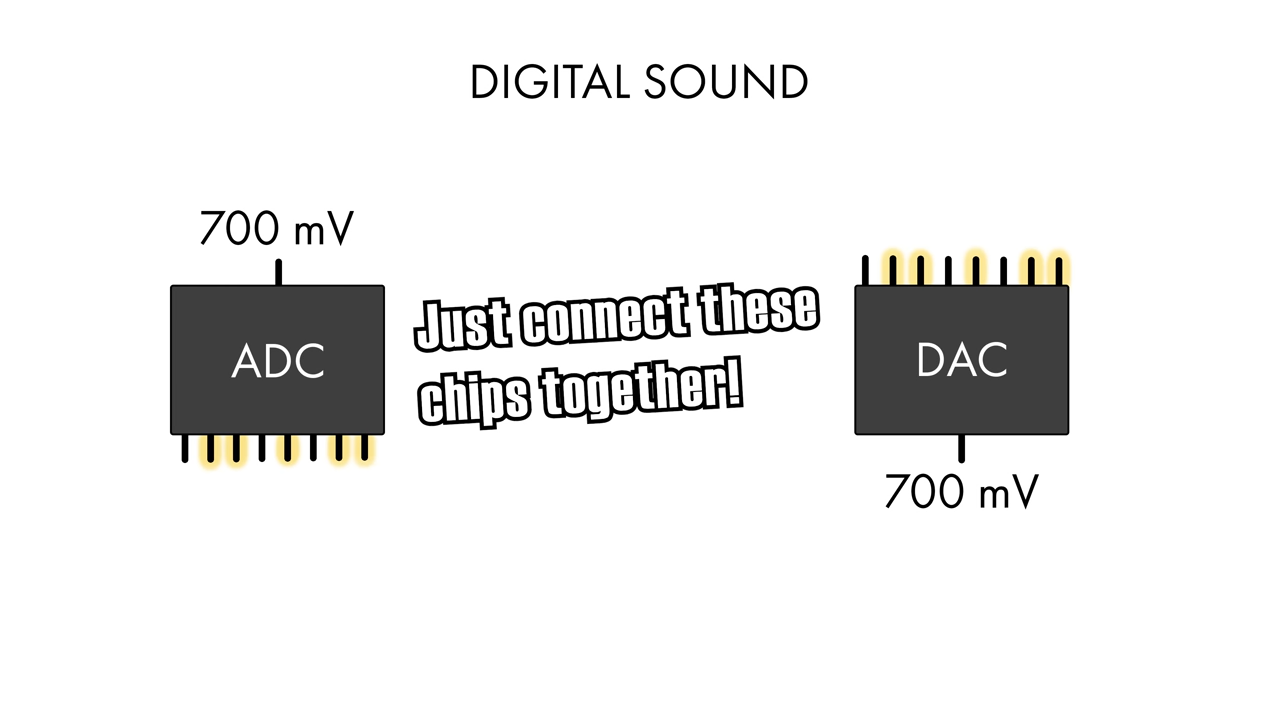 DIGITAL SOUND
700 mV
ADC
Just connect these
chips together!
DAC
700 mV